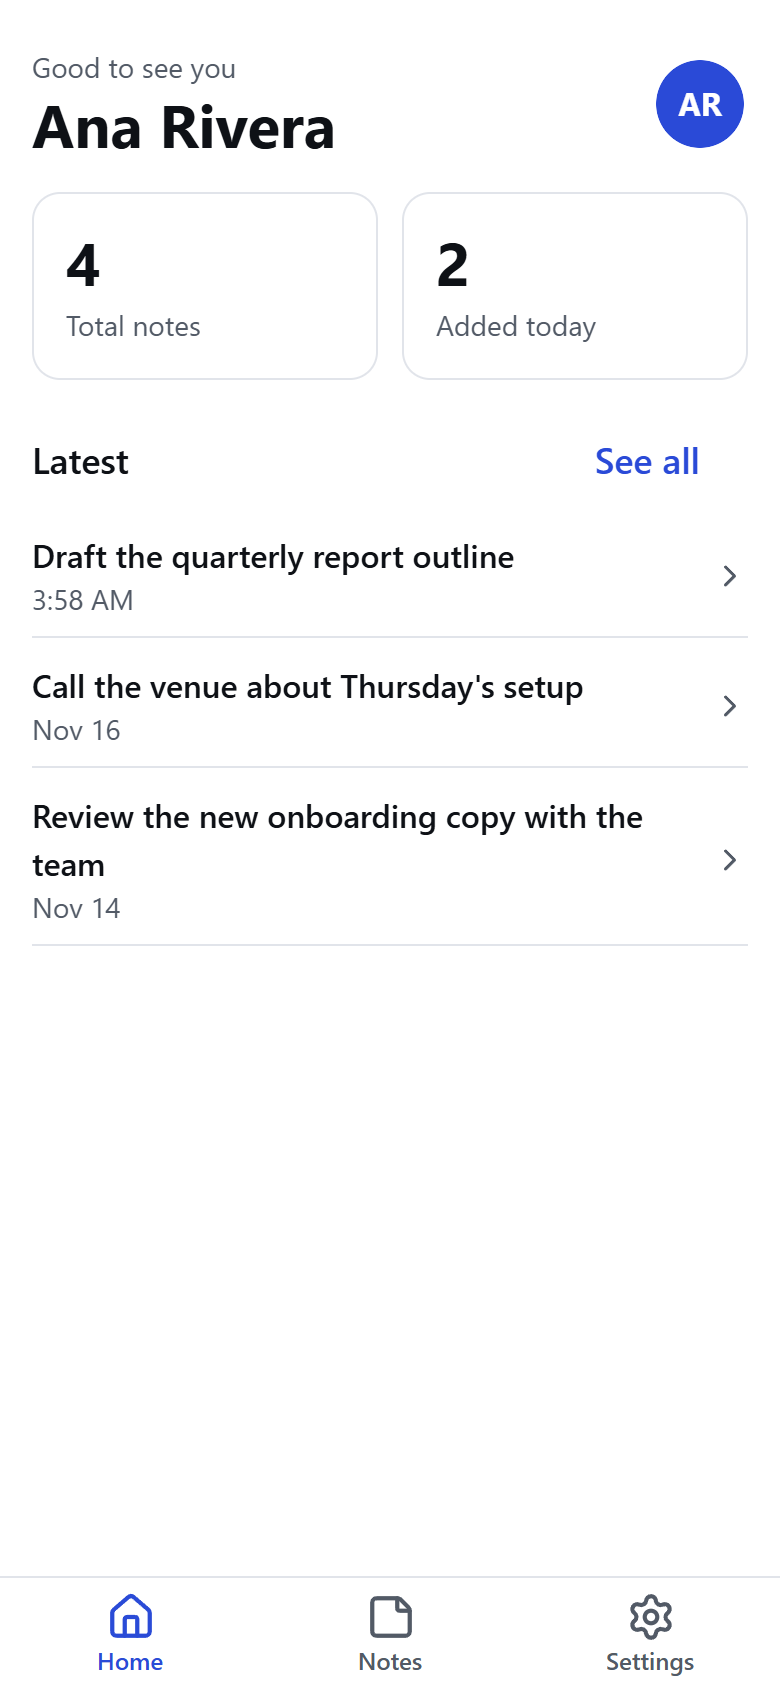 Good to see you
Ana Rivera
AR
4
Total notes
2
Added today
Latest
See all
Draft the quarterly report outline
3:58 AM
Call the venue about Thursday's setup
Nov 16
Review the new onboarding copy with the
team
Nov 14
Home
Notes
Settings